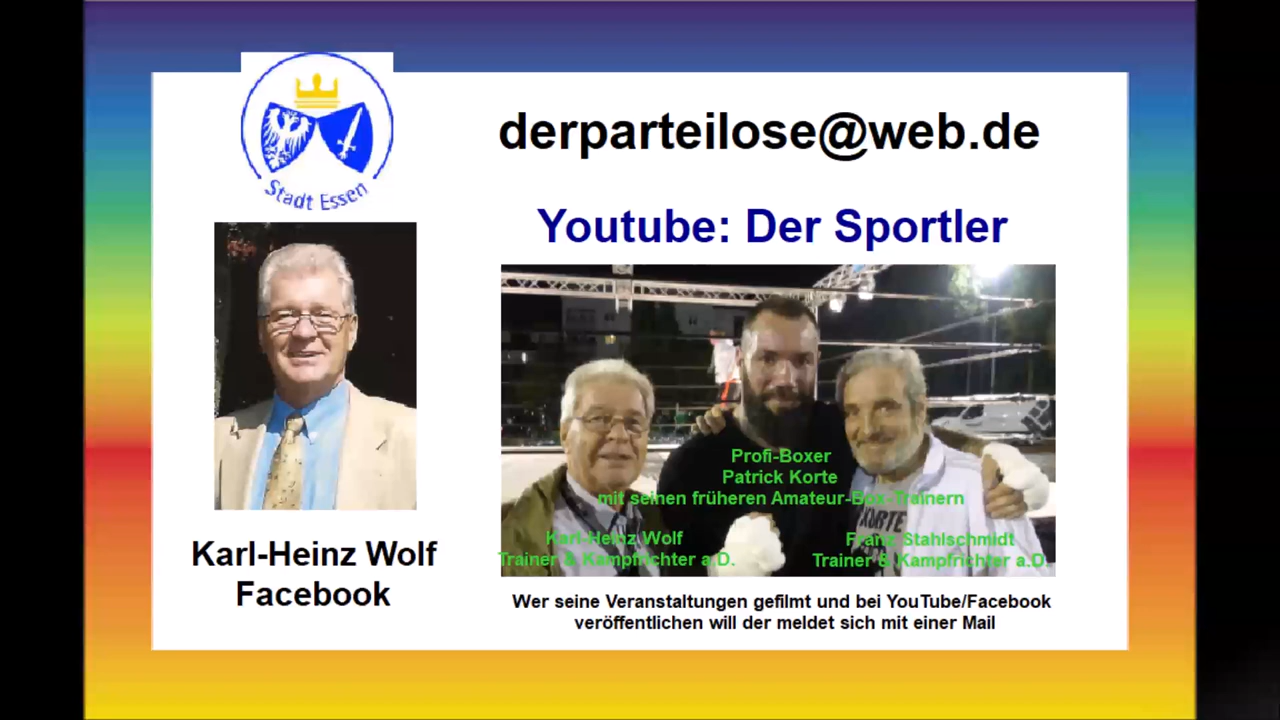 Stadt Essen
derparteilose@web.de
Youtube: Der Sportler
Profi-Boxer
Patrick Korte
mit seinen früheren Amateur-Box-Trainern
KORTE
Karl-Heinz Wolf
Trainer & Kampfrichter a.D.
Franz Stahlschmidt
Trainer & Kampfrichter a.D.
Karl-Heinz Wolf
Facebook
Wer seine Veranstaltungen gefilmt und bei YouTube/Facebook
veröffentlichen will der meldet sich mit einer Mail